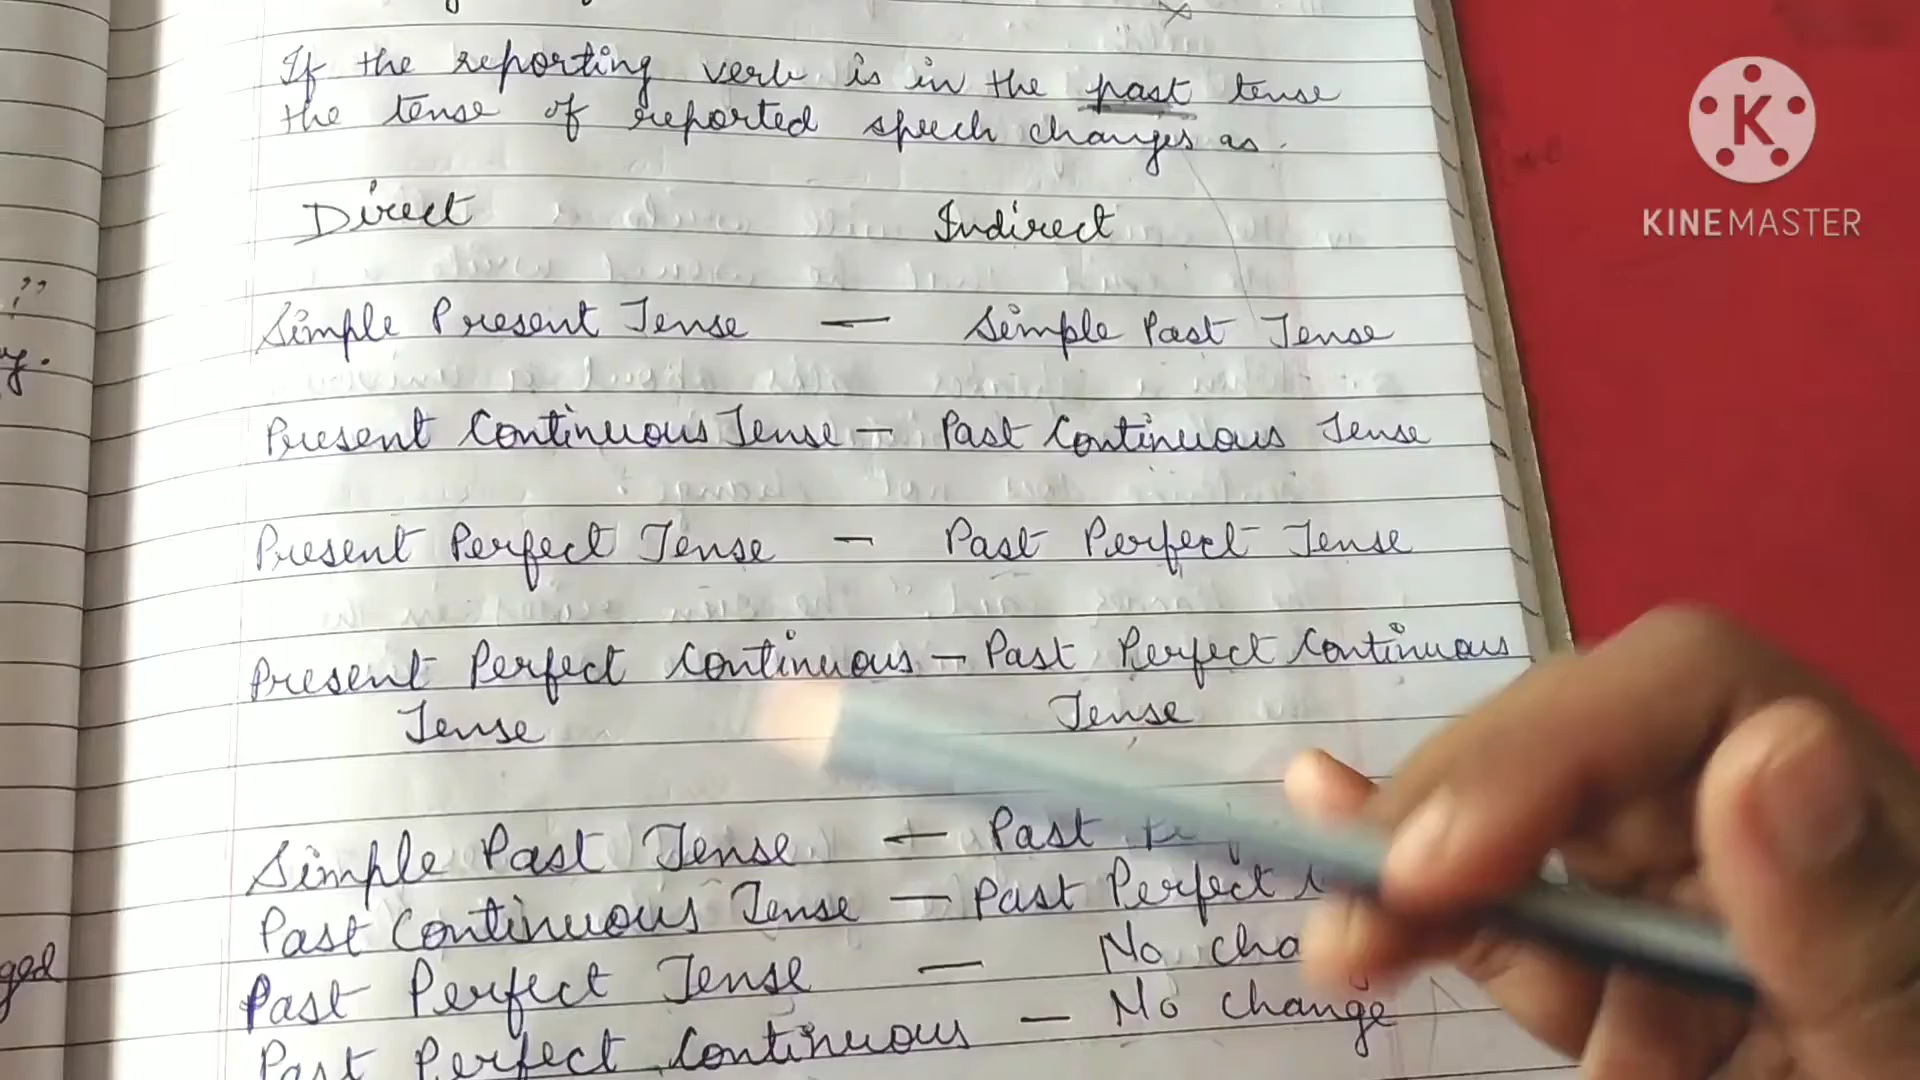 If the reporting verb is in the past tense
the tense of reported speech changes as.
Direct Indirect
Simple Present Tense — Simple Past Tense
Present Continuous Tense — Past Continuous Tense
Present Perfect Tense — Past Perfect Tense
Present Perfect Continuous — Past Perfect Continuous
Tense Tense
Simple Past Tense — Past
Past Continuous Tense — Past Perfect
Past Perfect Tense — No
Past Perfect Continuous — No change
K
KINEMASTER